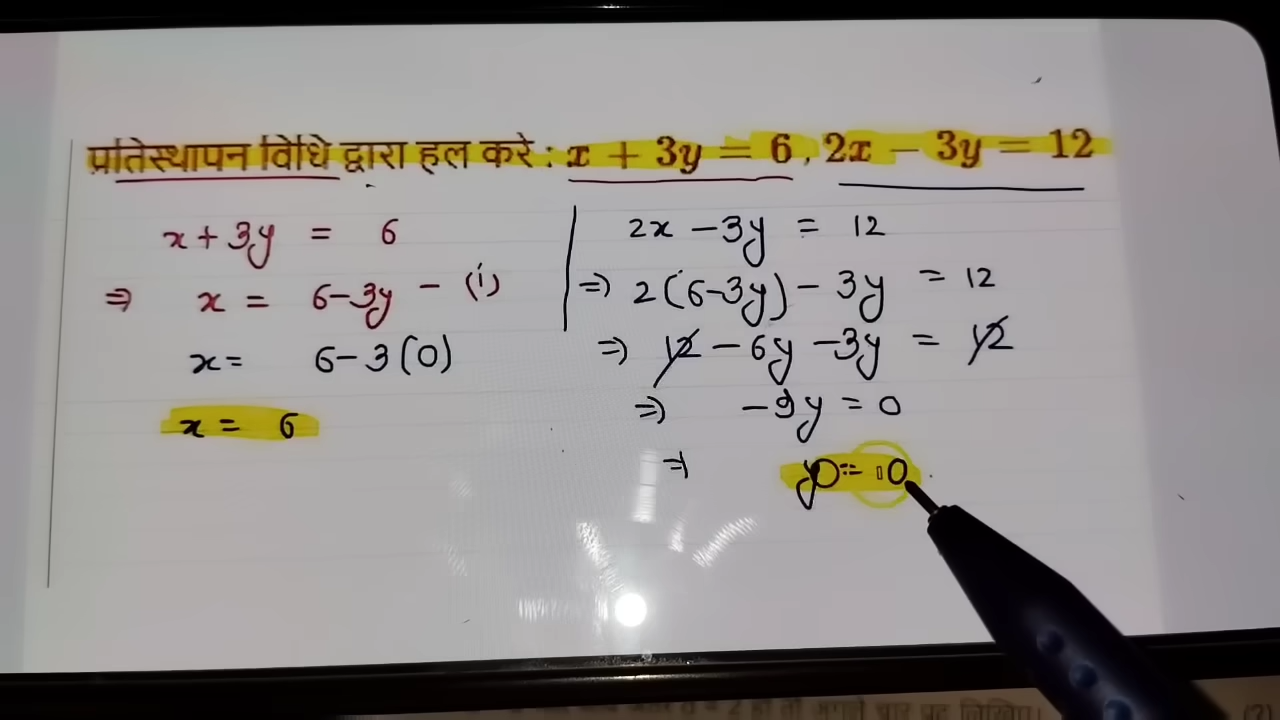 प्रतिस्थापन विधि द्वारा हल करे : x + 3y = 6 , 2x − 3y = 12
x + 3y = 6
⇒ x = 6 - 3y - (i)
x = 6 - 3 (0)
x = 6
2x - 3y = 12
⇒ 2(6-3y) - 3y = 12
⇒ 12 - 6y - 3y = 12
⇒ -9y = 0
⇒ y = 0